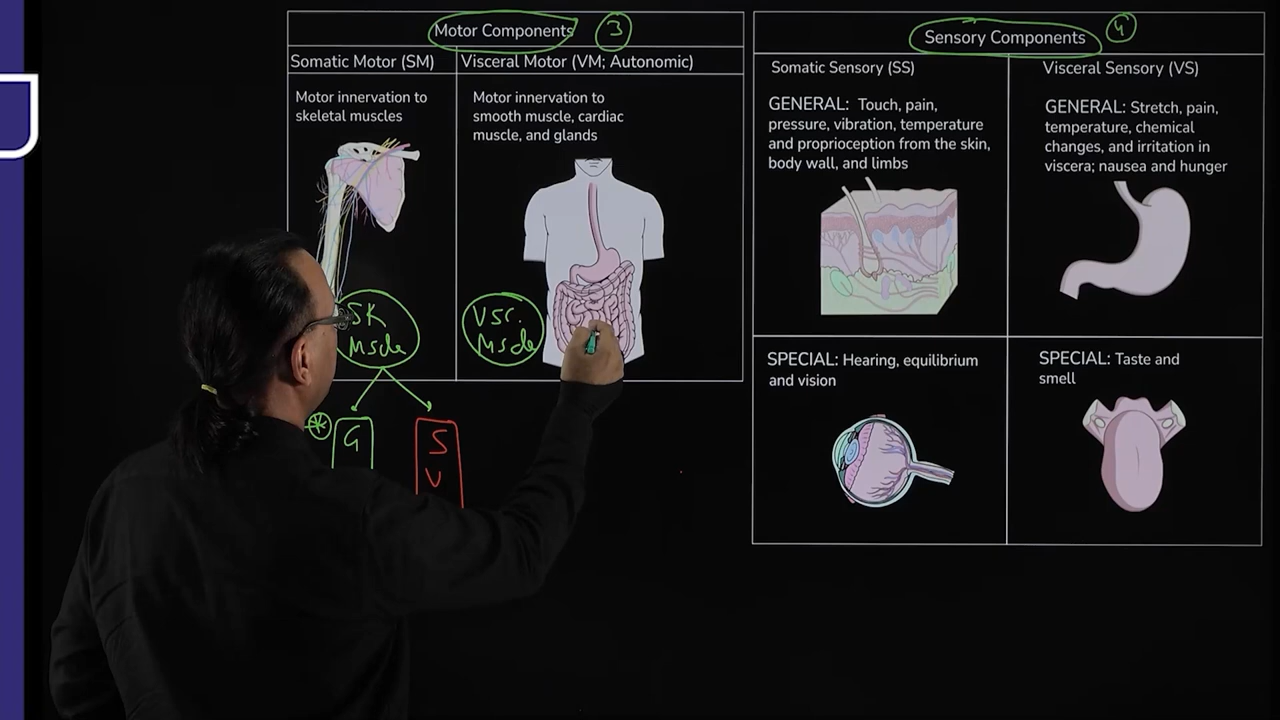 Motor Components
3
Somatic Motor (SM)
Visceral Motor (VM; Autonomic)
Motor innervation to
skeletal muscles
Motor innervation to
smooth muscle, cardiac
muscle, and glands
SK
Mscle
Vsc.
Mscle
G
S
V
Sensory Components
4
Somatic Sensory (SS)
Visceral Sensory (VS)
GENERAL: Touch, pain,
pressure, vibration, temperature
and proprioception from the skin,
body wall, and limbs
GENERAL: Stretch, pain,
temperature, chemical
changes, and irritation in
viscera; nausea and hunger
SPECIAL: Hearing, equilibrium
and vision
SPECIAL: Taste and
smell